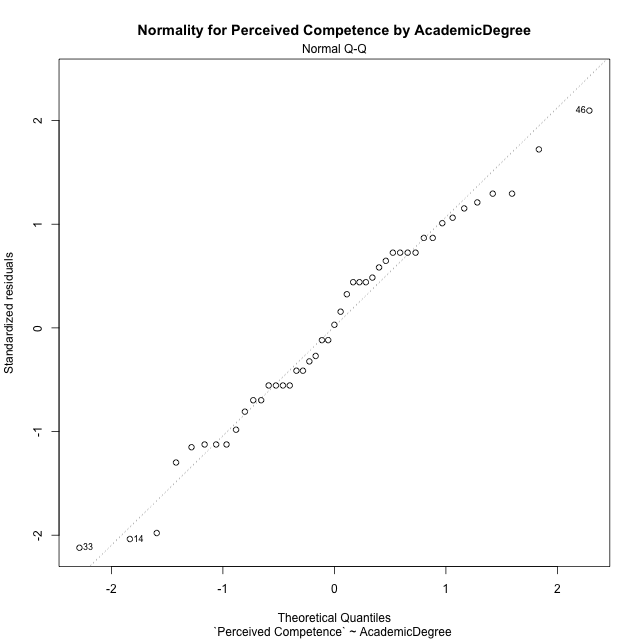 Normality for Perceived Competence by AcademicDegree
Normal Q-Q
2
1
0
-1
-2
Standardized residuals
46
33
14
-2 -1 0 1 2
Theoretical Quantiles
`Perceived Competence` ~ AcademicDegree